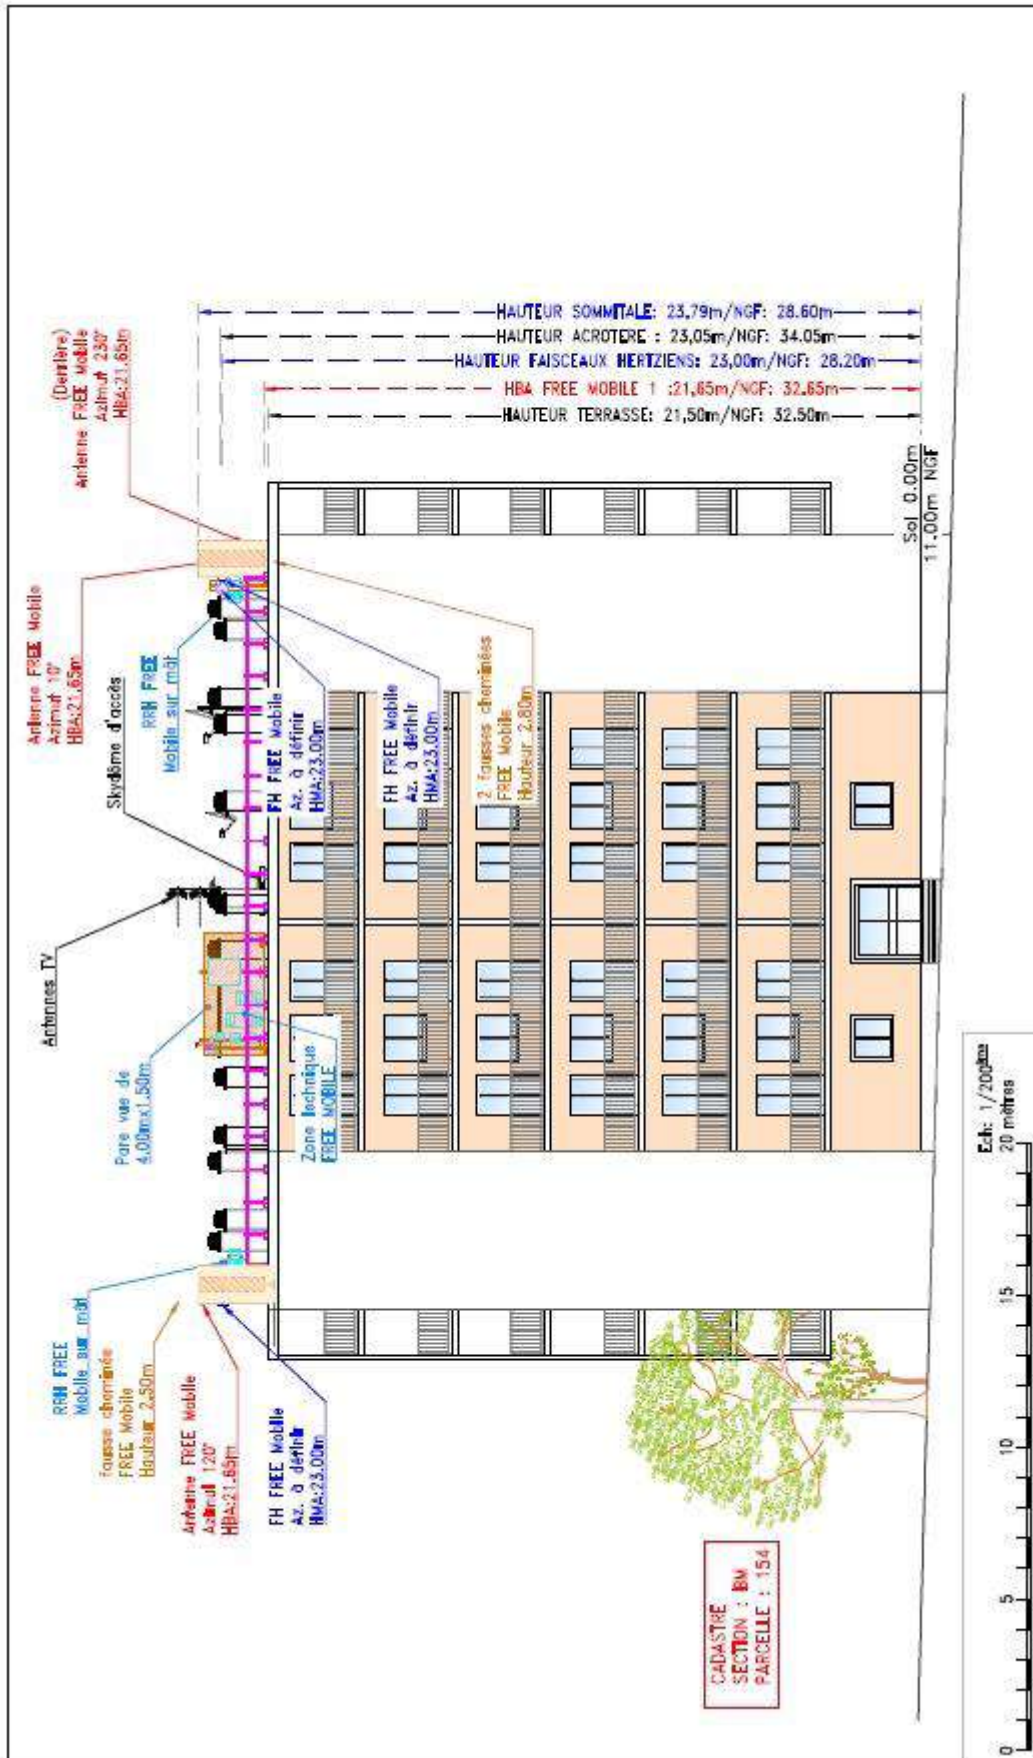 RRH FREE
Mobile sur mât
fausse cheminée
FREE Mobile
Hauteur 2.50m
Antenne FREE Mobile
Azimut 120°
HBA:21.65m
FH FREE Mobile
Az. à définir
HMA:23.00m
Pare vue de
4.00mx1.50m
Zone technique
FREE MOBILE
Antennes TV
Skydôme d'accès
Antenne FREE Mobile
Azimut 10°
HBA:21.65m
RRH FREE
Mobile sur mât
(Derrière)
Antenne FREE Mobile
Azimut 230°
HBA:21.65m
FH FREE Mobile
Az. à définir
HMA:23.00m
FH FREE Mobile
Az. à définir
HMA:23.00m
2 fausses cheminées
FREE Mobile
Hauteur 2.80m
HAUTEUR SOMMITALE: 23,79m/NGF: 28.60m
HAUTEUR ACROTERE : 23,05m/NGF: 34.05m
HAUTEUR FAISCEAUX HERTZIENS: 23,00m/NGF: 28.20m
HBA FREE MOBILE 1 :21,65m/NGF: 32.65m
HAUTEUR TERRASSE: 21,50m/NGF: 32.50m
Sol 0.00m
11.00m NGF
CADASTRE
SECTION : BM
PARCELLE : 154
Ech: 1/200ème
0 5 10 15 20 mètres